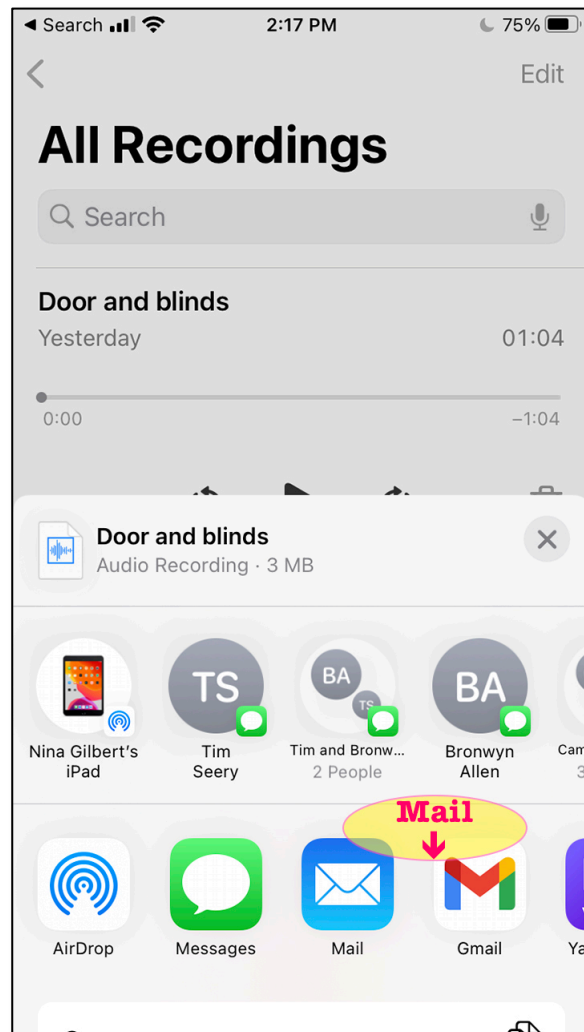 Search
2:17 PM
75%
Edit
All Recordings
Search
Door and blinds
Yesterday
01:04
0:00
−1:04
Door and blinds
Audio Recording · 3 MB
TS
BA
TS
BA
Nina Gilbert's
iPad
Tim
Seery
Tim and Bronw...
2 People
Bronwyn
Allen
Mail
AirDrop
Messages
Mail
Gmail